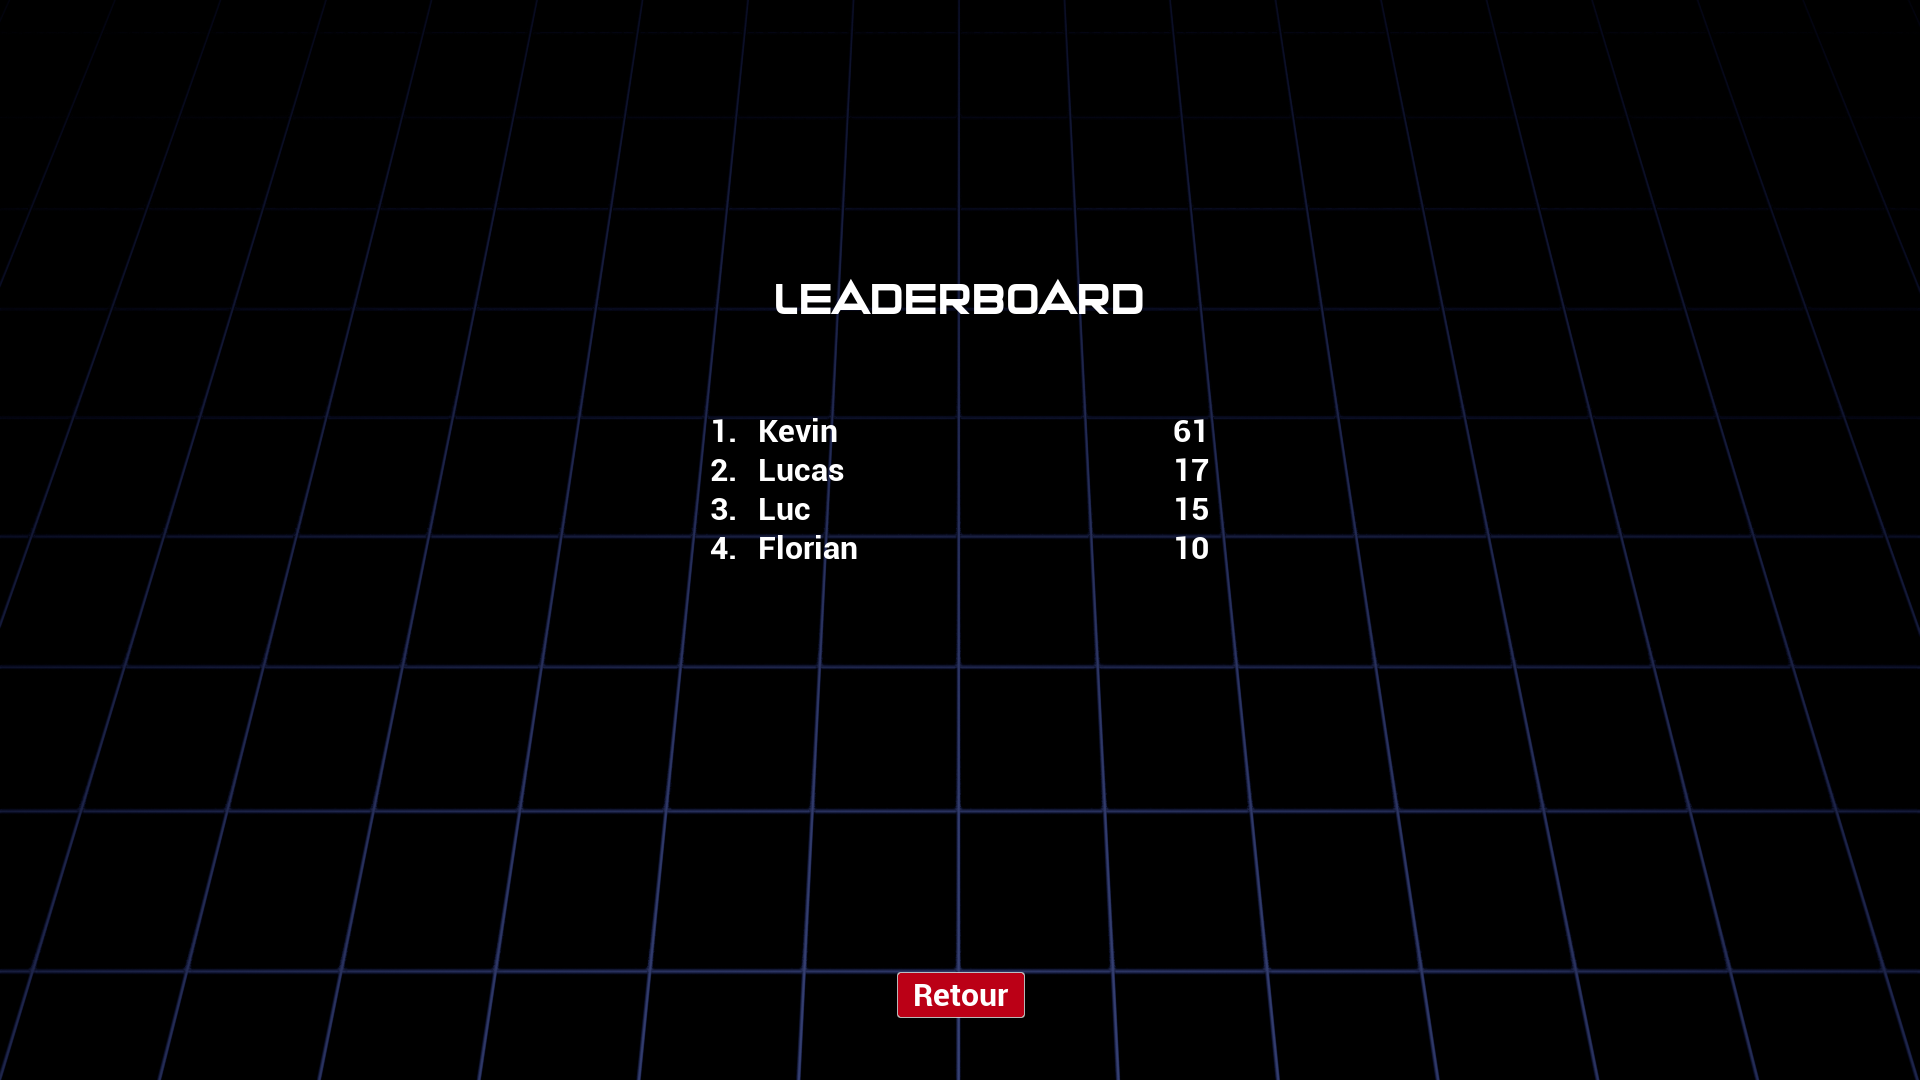 LEADERBOARD
1. Kevin 61
2. Lucas 17
3. Luc 15
4. Florian 10
Retour